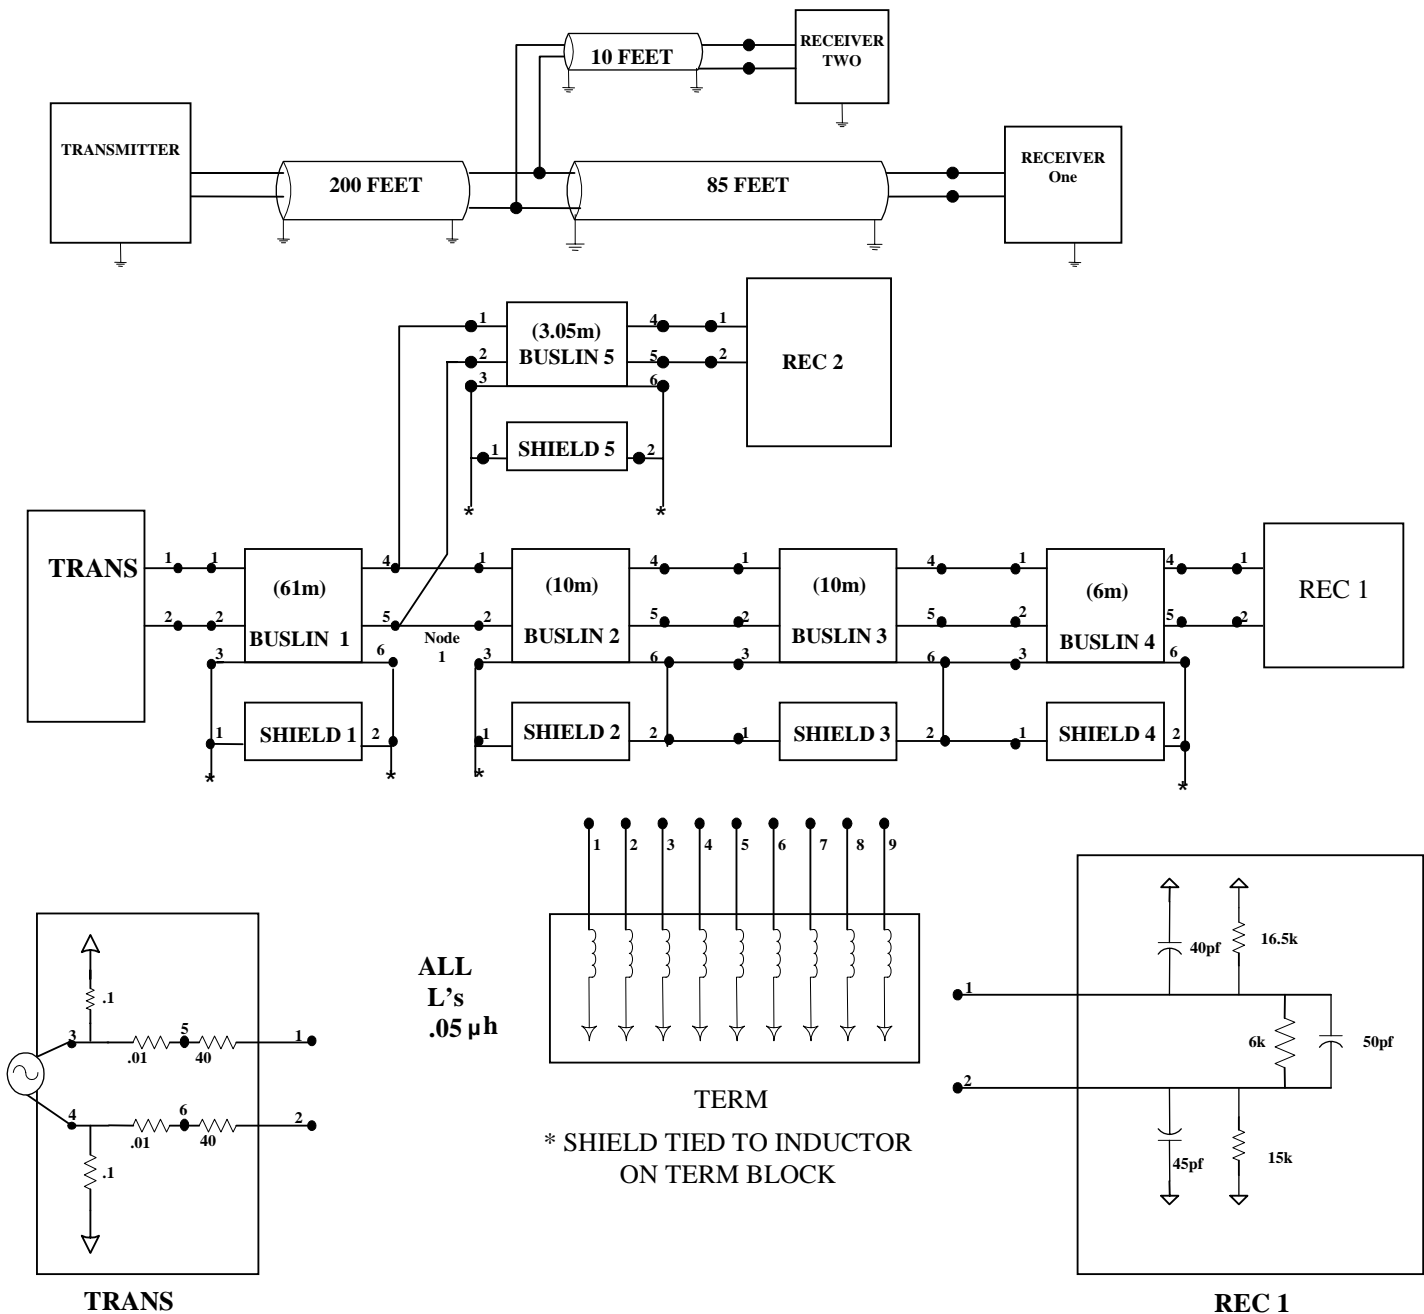 10 FEET
RECEIVER
TWO
TRANSMITTER
200 FEET
85 FEET
RECEIVER
One
1
(3.05m)
4
1
2
BUSLIN 5
5
2
REC 2
3
6
1
SHIELD 5
2
*
*
TRANS
1
1
(61m)
4
1
(10m)
4
1
(10m)
4
1
(6m)
4
1
REC 1
2
2
BUSLIN 1
5
Node
1
2
BUSLIN 2
5
2
BUSLIN 3
5
2
BUSLIN 4
5
2
3
6
3
6
3
6
3
6
1
SHIELD 1
2
1
SHIELD 2
2
1
SHIELD 3
2
1
SHIELD 4
2
*
*
*
*
1
2
3
4
5
6
7
8
9
ALL
L's
.05 µh
TERM
* SHIELD TIED TO INDUCTOR
ON TERM BLOCK
.1
3
5
1
.01
40
4
6
2
.01
40
.1
TRANS
40pf
16.5k
1
6k
50pf
2
45pf
15k
REC 1